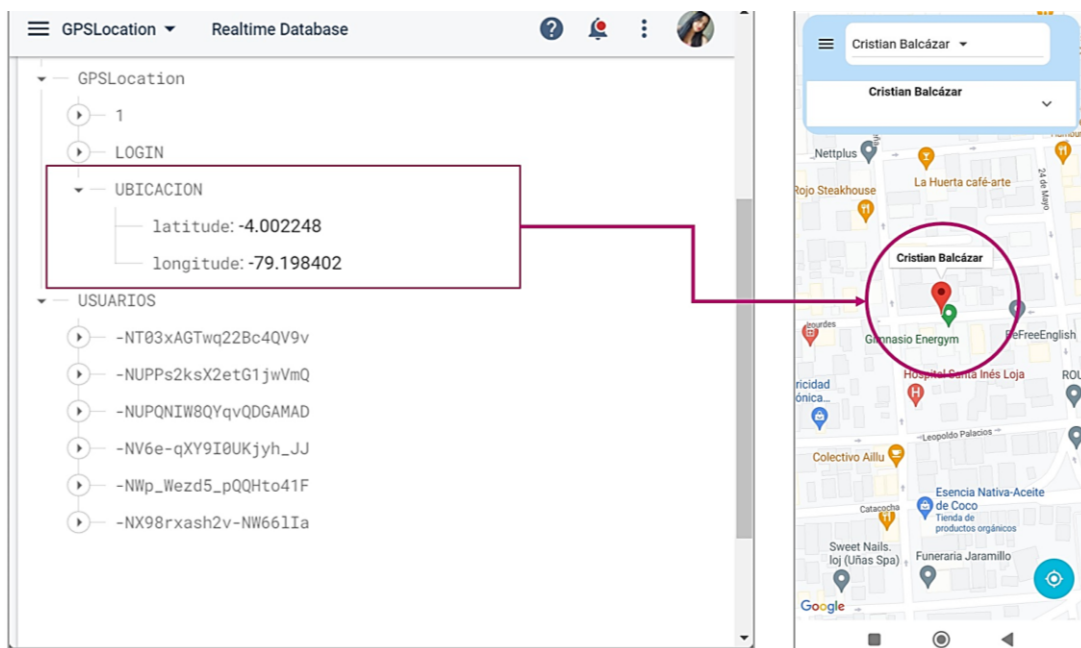 GPSLocation
Realtime Database
GPSLocation
1
LOGIN
UBICACION
latitude: -4.002248
longitude: -79.198402
USUARIOS
-NT03xAGTwq22Bc4QV9v
-NUPPs2ksX2etG1jwVmQ
-NUPQNIW8QYqvQDGAMAD
-NV6e-qXY9I0UKjyh_JJ
-NWp_Wezd5_pQQHto41F
-NX98rxash2v-NW66lIa
Cristian Balcázar
Cristian Balcázar
Nettplus
La Huerta café-arte
24 de Mayo
Rojo Steakhouse
Cristian Balcázar
Gimnasio Energym
BeFreeEnglish
Hospital Santa Inés Loja
ROU
ricidad
ónica...
Leopoldo Palacios
Colectivo Aillu
Catacocha
Esencia Nativa-Aceite
de Coco
Tienda de
productos orgánicos
Sweet Nails.
loj (Uñas Spa)
Funeraria Jaramillo
Google